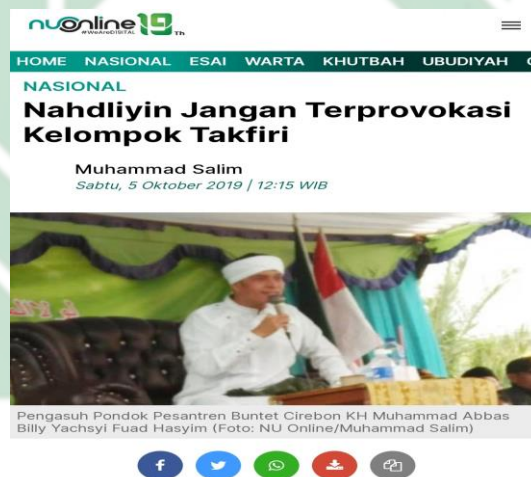 nuonline 19 Th
#WeAreDIGITAL
HOME NASIONAL ESAI WARTA KHUTBAH UBUDIYAH
NASIONAL
Nahdliyin Jangan Terprovokasi
Kelompok Takfiri
Muhammad Salim
Sabtu, 5 Oktober 2019 | 12:15 WIB
Pengasuh Pondok Pesantren Buntet Cirebon KH Muhammad Abbas
Billy Yachsyi Fuad Hasyim (Foto: NU Online/Muhammad Salim)